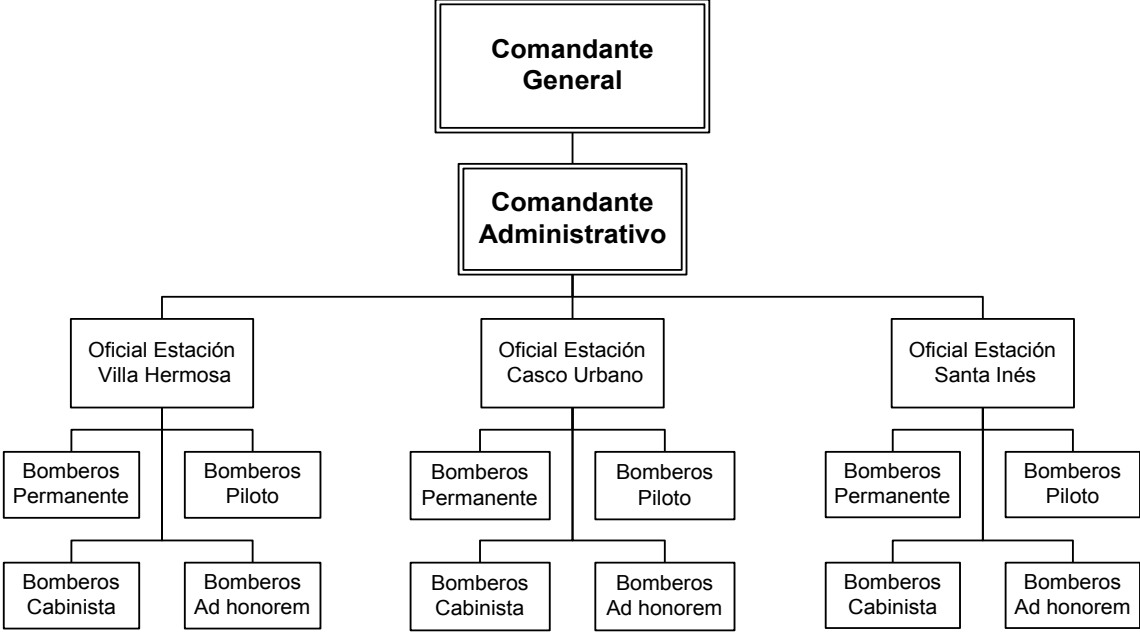 Comandante
General
Comandante
Administrativo
Oficial Estación
Villa Hermosa
Oficial Estación
Casco Urbano
Oficial Estación
Santa Inés
Bomberos
Permanente
Bomberos
Piloto
Bomberos
Permanente
Bomberos
Piloto
Bomberos
Permanente
Bomberos
Piloto
Bomberos
Cabinista
Bomberos
Ad honorem
Bomberos
Cabinista
Bomberos
Ad honorem
Bomberos
Cabinista
Bomberos
Ad honorem